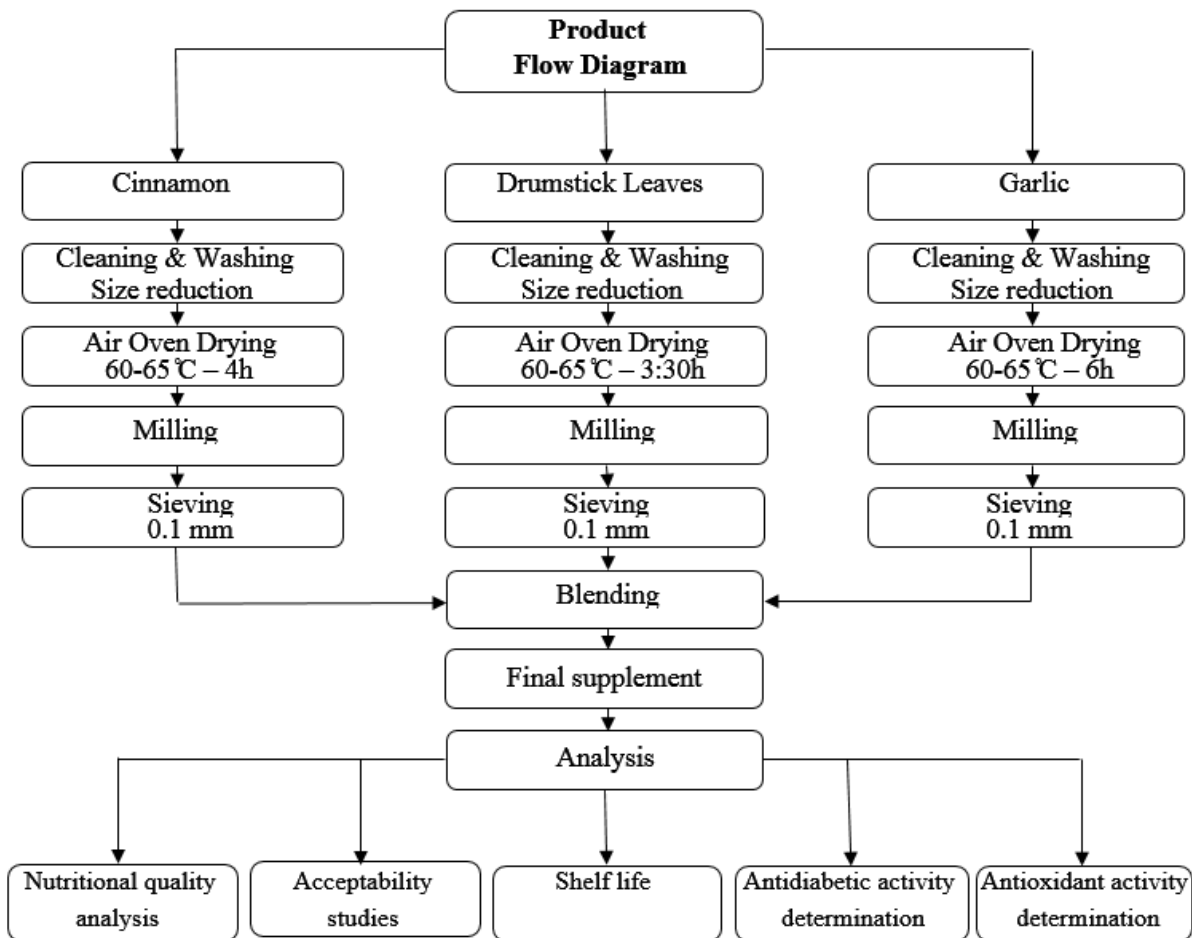 Product
Flow Diagram
Cinnamon
Drumstick Leaves
Garlic
Cleaning & Washing
Size reduction
Cleaning & Washing
Size reduction
Cleaning & Washing
Size reduction
Air Oven Drying
60-65℃ – 4h
Air Oven Drying
60-65℃ – 3:30h
Air Oven Drying
60-65℃ – 6h
Milling
Milling
Milling
Sieving
0.1 mm
Sieving
0.1 mm
Sieving
0.1 mm
Blending
Final supplement
Analysis
Nutritional quality
analysis
Acceptability
studies
Shelf life
Antidiabetic activity
determination
Antioxidant activity
determination